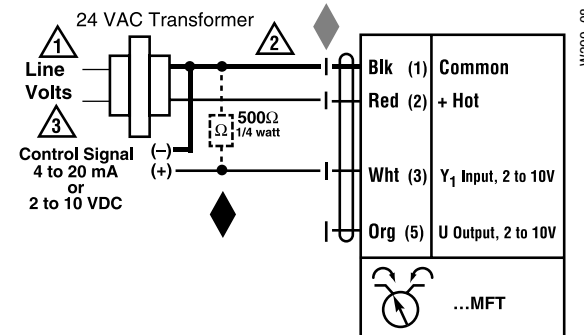 24 VAC Transformer
1
2
Line
Volts
3
Control Signal
4 to 20 mA
or
2 to 10 VDC
(–)
(+)
Ω
500Ω
1/4 watt
Blk (1) Common
Red (2) + Hot
Wht (3) Y1 Input, 2 to 10V
Org (5) U Output, 2 to 10V
...MFT